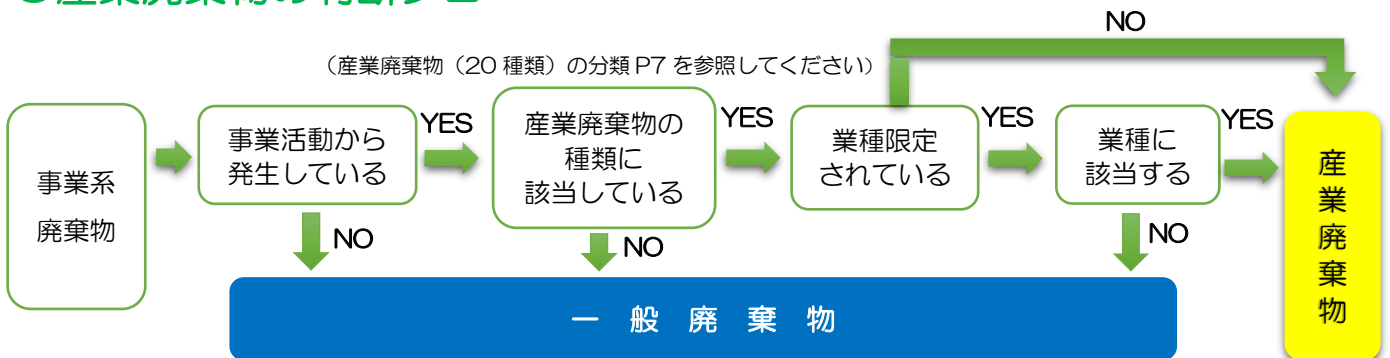 NO
(産業廃棄物(20 種類)の分類 P7 を参照してください)
事業系
廃棄物
事業活動から
発生している
YES
産業廃棄物の
種類に
該当している
YES
業種限定
されている
YES
業種に
該当する
YES
産業廃棄物
NO
NO
NO
一般廃棄物